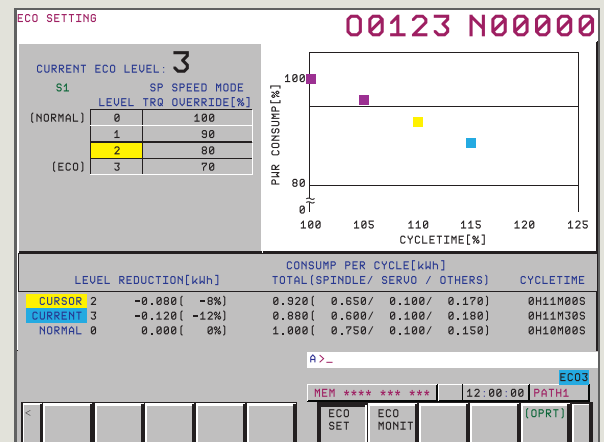 ECO SETTING
O0123 N00000
CURRENT ECO LEVEL: 3
S1 SP SPEED MODE
LEVEL TRQ OVERRIDE[%]
(NORMAL) 0 100
1 90
2 80
(ECO) 3 70
PWR CONSUMP[%]
100
80
0
100 105 110 115 120 125
CYCLETIME[%]
CONSUMP PER CYCLE[kWh]
LEVEL REDUCTION[kWh] TOTAL(SPINDLE/ SERVO / OTHERS) CYCLETIME
CURSOR 2 -0.080( -8%) 0.920( 0.650/ 0.100/ 0.170) 0H11M00S
CURRENT 3 -0.120( -12%) 0.880( 0.600/ 0.100/ 0.180) 0H11M30S
NORMAL 0 0.000( 0%) 1.000( 0.750/ 0.100/ 0.150) 0H10M00S
A>_
ECO3
MEM **** *** *** 12:00:00 PATH1
< ECO SET ECO MONIT (OPRT)